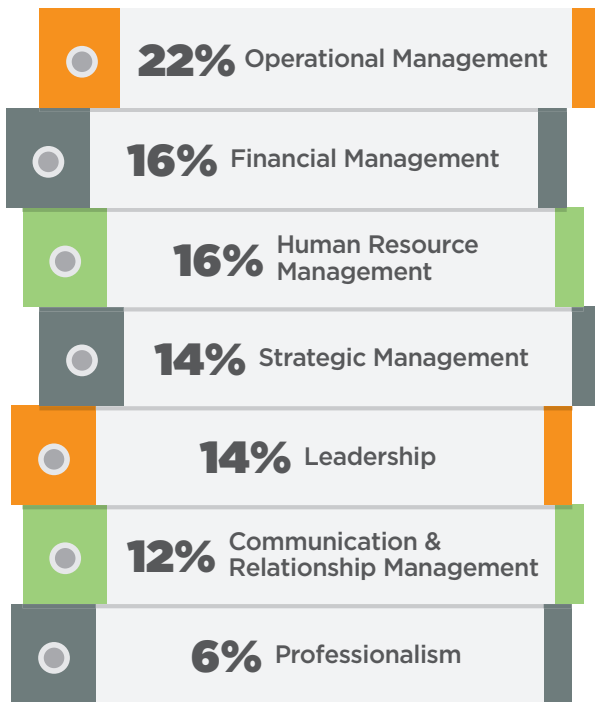 22% Operational Management
16% Financial Management
16% Human Resource
Management
14% Strategic Management
14% Leadership
12% Communication &
Relationship Management
6% Professionalism